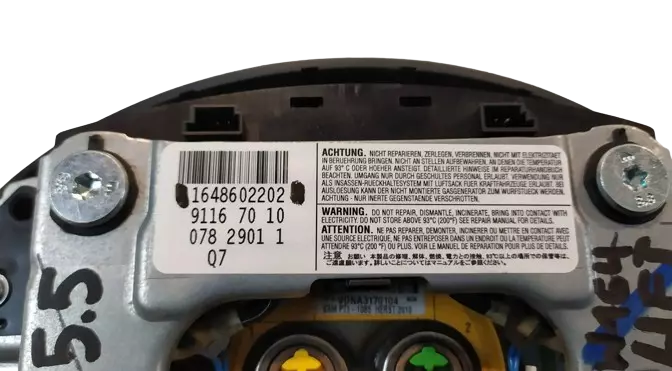 1648602202
9116 70 10
078 2901 1
Q7
ACHTUNG. NICHT REPARIEREN, ZERLEGEN, VERBRENNEN, NICHT MIT ELEKTRIZITAET
IN BERUEHRUNG BRINGEN. NICHT AN STELLEN AUFBEWAHREN, AN DENEN DIE TEMPERATUR
AUF 93° C ODER HOEHER ANSTEIGT. DETAILLIERTE HINWEISE IM REPARATURHANDBUCH
BEACHTEN. UMGANG NUR DURCH GESCHULTES PERSONAL ERLAUBT. VERWENDUNG NUR
ALS INSASSEN-RUECKHALTESYSTEM MIT LUFTSACK FUER KRAFTFAHRZEUGE ERLAUBT. BEI
AUSLOESUNG KANN DER NICHT MONTIERTE GASGENERATOR ZUM WURFSTUECK WERDEN.
ACHTUNG - NUR INERTE GEGENSTAENDE VERSCHROTTEN.
WARNING. DO NOT REPAIR, DISMANTLE, INCINERATE, BRING INTO CONTACT WITH
ELECTRICITY. DO NOT STORE ABOVE 93°C (200°F) SEE REPAIR MANUAL FOR DETAILS.
ATTENTION. NE PAS REPARER, DEMONTER, INCINERER OU METTRE EN CONTACT AVEC
UNE SOURCE ELECTRIQUE, NE PAS ENTREPOSER DANS UN ENDROIT OU LA TEMPERATURE PEUT
ATTEINDRE 93°C (200 °F) OU PLUS. VOIR LE MANUEL DE REPARATION POUR PLUS DE DETAILS.
注意
8.8
5.5
2